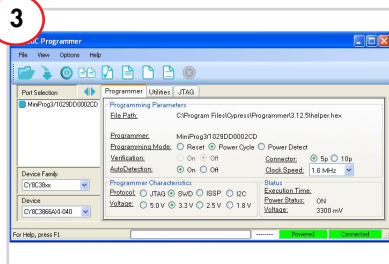 3
Programmer
File View Options Help
Port Selection
Programmer Utilities JTAG
MiniProg3/1029DD0002CD
Programming Parameters
File Path: C:\Program Files\Cypress\Programmer\3.12.5\helper.hex
Programmer: MiniProg3/1029DD0002CD
Programming Mode: Reset Power Cycle Power Detect
Verification: On Off Connector: 5p 10p
AutoDetection: On Off Clock Speed: 1.6 MHz
Device Family
CY8C38xx
Programmer Characteristics
Status
Protocol: JTAG SWD ISSP I2C
Execution Time:
Device
Voltage: 5.0 V 3.3 V 2.5 V 1.8 V
Power Status: ON
CY8C3866AXI-040
Voltage: 3300 mV
For Help, press F1
Powered Connected